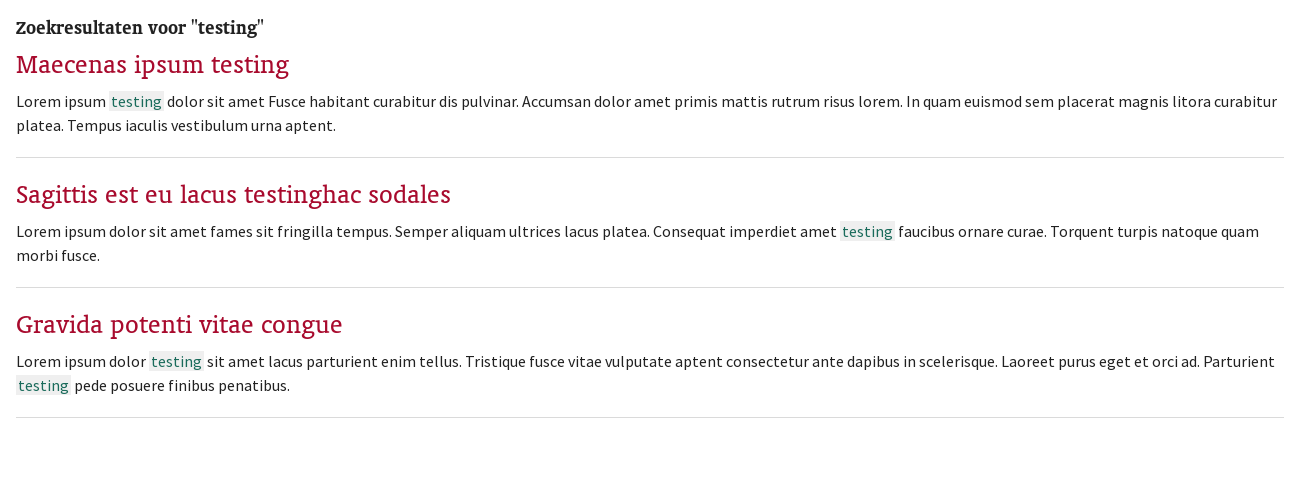 Zoekresultaten voor "testing"
Maecenas ipsum testing
Lorem ipsum testing dolor sit amet Fusce habitant curabitur dis pulvinar. Accumsan dolor amet primis mattis rutrum risus lorem. In quam euismod sem placerat magnis litora curabitur
platea. Tempus iaculis vestibulum urna aptent.
Sagittis est eu lacus testinghac sodales
Lorem ipsum dolor sit amet fames sit fringilla tempus. Semper aliquam ultrices lacus platea. Consequat imperdiet amet testing faucibus ornare curae. Torquent turpis natoque quam
morbi fusce.
Gravida potenti vitae congue
Lorem ipsum dolor testing sit amet lacus parturient enim tellus. Tristique fusce vitae vulputate aptent consectetur ante dapibus in scelerisque. Laoreet purus eget et orci ad. Parturient
testing pede posuere finibus penatibus.